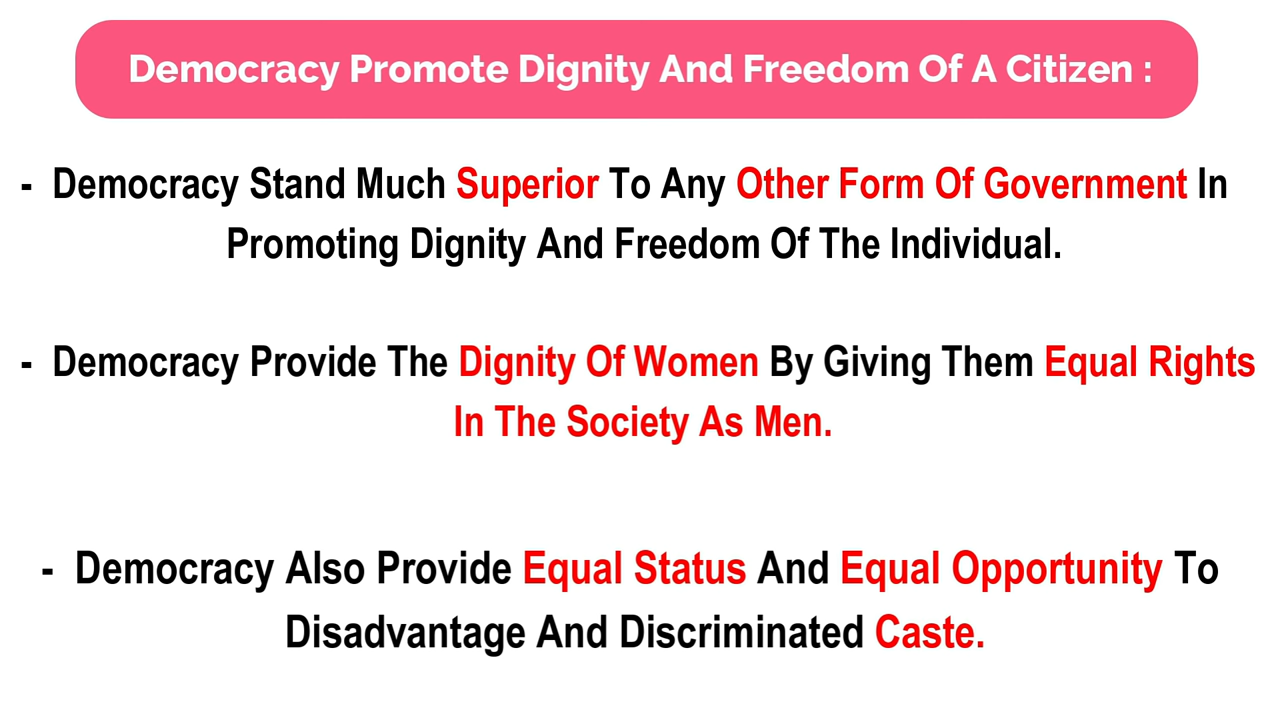 Democracy Promote Dignity And Freedom Of A Citizen :
- Democracy Stand Much Superior To Any Other Form Of Government In
Promoting Dignity And Freedom Of The Individual.
- Democracy Provide The Dignity Of Women By Giving Them Equal Rights
In The Society As Men.
- Democracy Also Provide Equal Status And Equal Opportunity To
Disadvantage And Discriminated Caste.